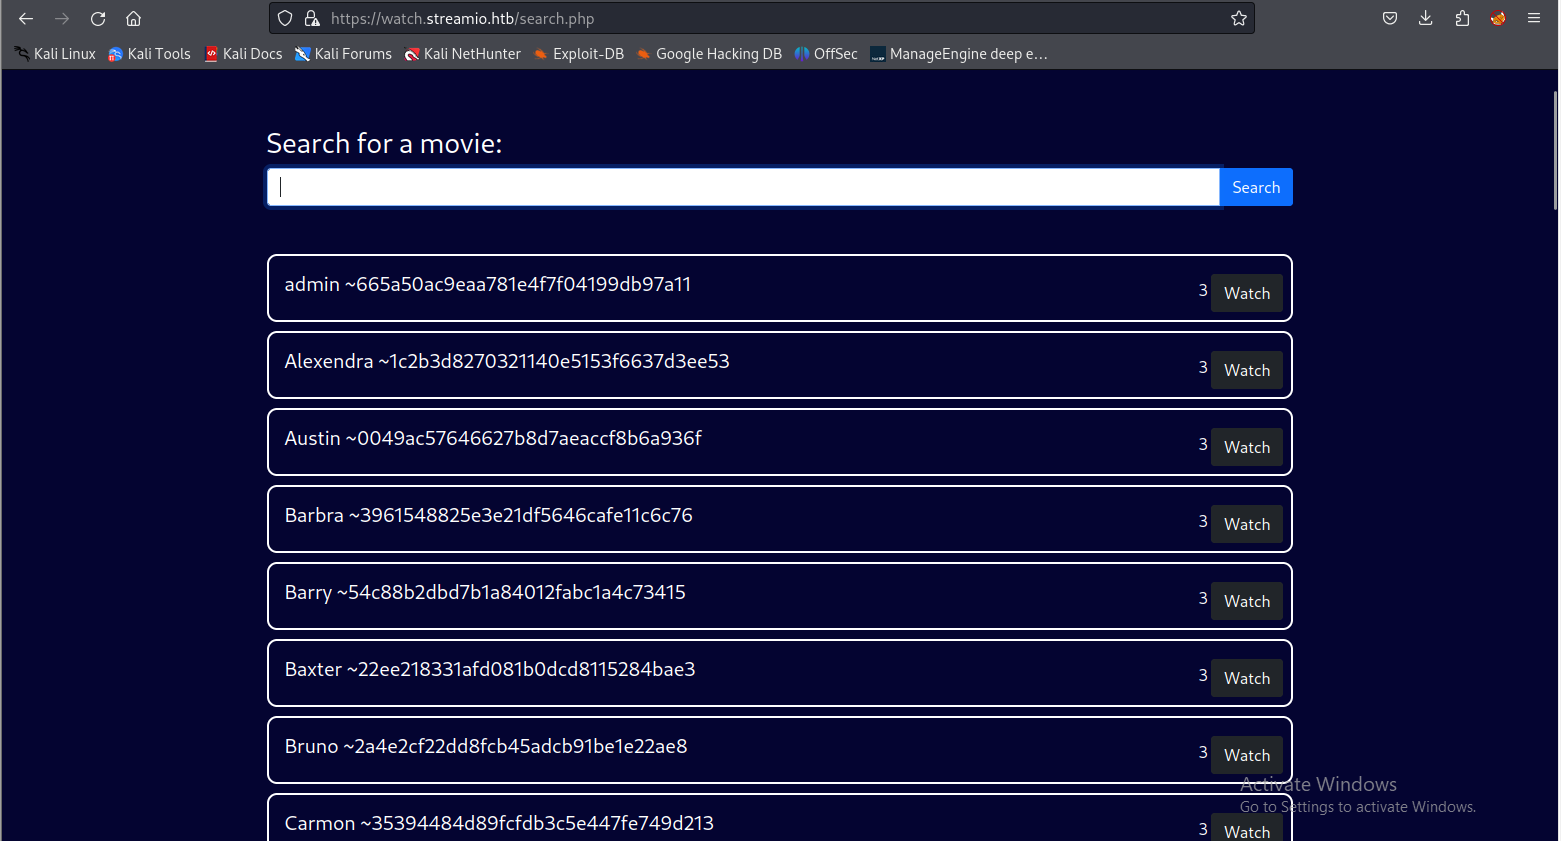 https://watch.streamio.htb/search.php
Kali Linux Kali Tools Kali Docs Kali Forums Kali NetHunter Exploit-DB Google Hacking DB OffSec ManageEngine deep e…
Search for a movie:
Search
admin ~665a50ac9eaa781e4f7f04199db97a11 3 Watch
Alexendra ~1c2b3d8270321140e5153f6637d3ee53 3 Watch
Austin ~0049ac57646627b8d7aeaccf8b6a936f 3 Watch
Barbra ~3961548825e3e21df5646cafe11c6c76 3 Watch
Barry ~54c88b2dbd7b1a84012fabc1a4c73415 3 Watch
Baxter ~22ee218331afd081b0dcd8115284bae3 3 Watch
Bruno ~2a4e2cf22dd8fcb45adcb91be1e22ae8 3 Watch
Activate Windows
Go to Settings to activate Windows.
Carmon ~35394484d89fcfdb3c5e447fe749d213 3 Watch